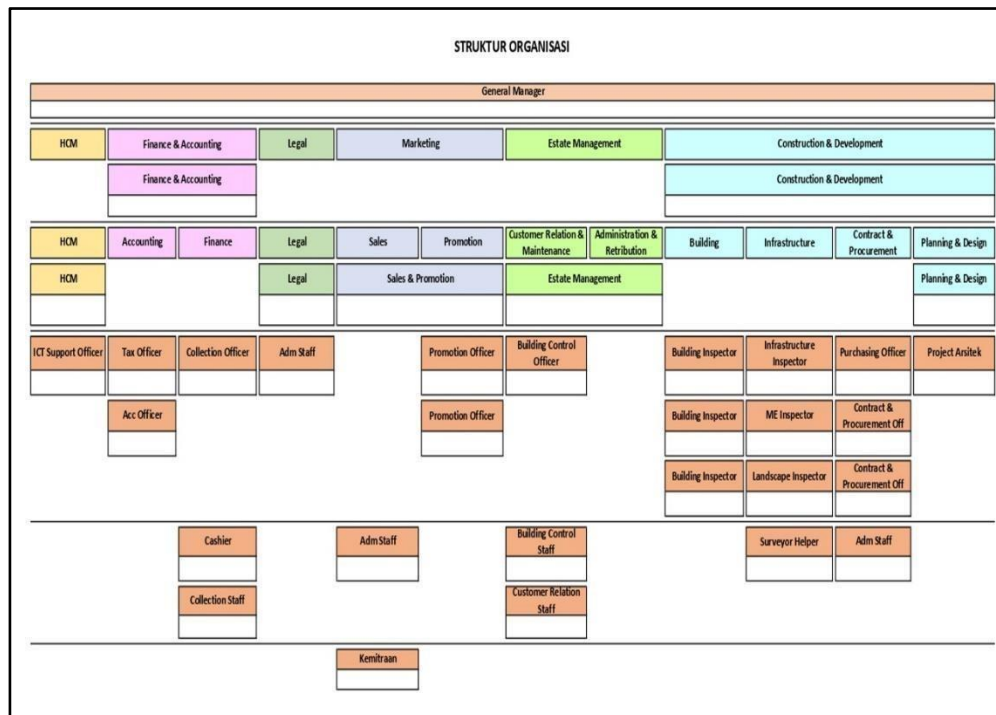 STRUKTUR ORGANISASI
General Manager
HCM
Finance & Accounting
Legal
Marketing
Estate Management
Construction & Development
Finance & Accounting
Construction & Development
HCM
Accounting
Finance
Legal
Sales
Promotion
Customer Relation &
Maintenance
Administration &
Retribution
Building
Infrastructure
Contract &
Procurement
Planning & Design
HCM
Legal
Sales & Promotion
Estate Management
Planning & Design
ICT Support Officer
Tax Officer
Collection Officer
Adm Staff
Promotion Officer
Building Control
Officer
Building Inspector
Infrastructure
Inspector
Purchasing Officer
Project Arsitek
Acc Officer
Promotion Officer
Building Inspector
ME Inspector
Contract &
Procurement Off
Building Inspector
Landscape Inspector
Contract &
Procurement Off
Cashier
Adm Staff
Building Control
Staff
Surveyor Helper
Adm Staff
Collection Staff
Customer Relation
Staff
Kemitraan